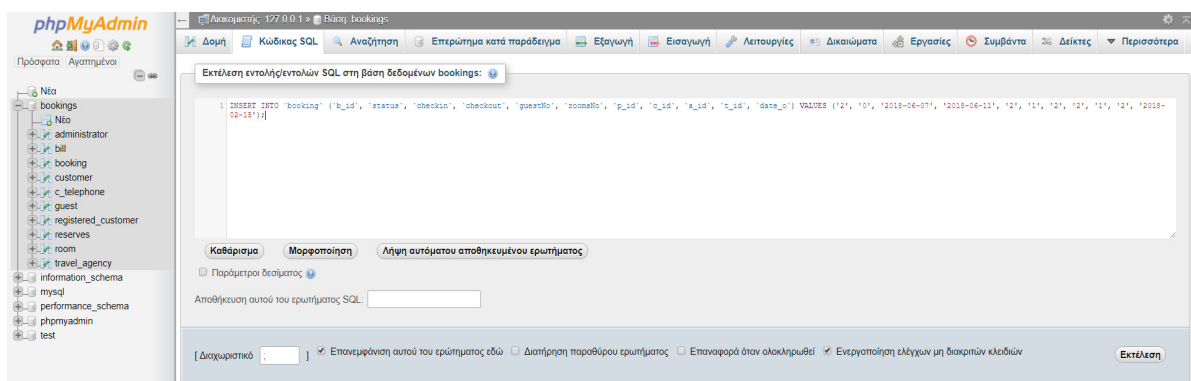 phpMyAdmin
Πρόσφατα Αγαπημένοι
Νέα
bookings
Νέο
administrator
bill
booking
customer
c_telephone
guest
registered_customer
reserves
room
travel_agency
information_schema
mysql
performance_schema
phpmyadmin
test
Διακομιστής: 127.0.0.1 » Βάση: bookings
Δομή Κώδικας SQL Αναζήτηση Επερώτημα κατά παράδειγμα Εξαγωγή Εισαγωγή Λειτουργίες Δικαιώματα Εργασίες Συμβάντα Δείκτες Περισσότερα
Εκτέλεση εντολής/εντολών SQL στη βάση δεδομένων bookings:
1 INSERT INTO `booking` (`b_id`, `status`, `checkin`, `checkout`, `guestNo`, `roomsNo`, `p_id`, `c_id`, `a_id`, `t_id`, `date_o`) VALUES ('2', '0', '2018-06-07', '2018-06-11', '2', '1', '2', '2', '1', '2', '2018-
02-15');
Καθάρισμα Μορφοποίηση Λήψη αυτόματου αποθηκευμένου ερωτήματος
Παράμετροι δεσίματος
Αποθήκευση αυτού του ερωτήματος SQL:
[ Διαχωριστικό ; ] Επανεμφάνιση αυτού του ερώτηματος εδώ Διατήρηση παραθύρου ερωτήματος Επαναφορά όταν ολοκληρωθεί Ενεργοποίηση ελέγχων μη διακριτών κλειδιών Εκτέλεση